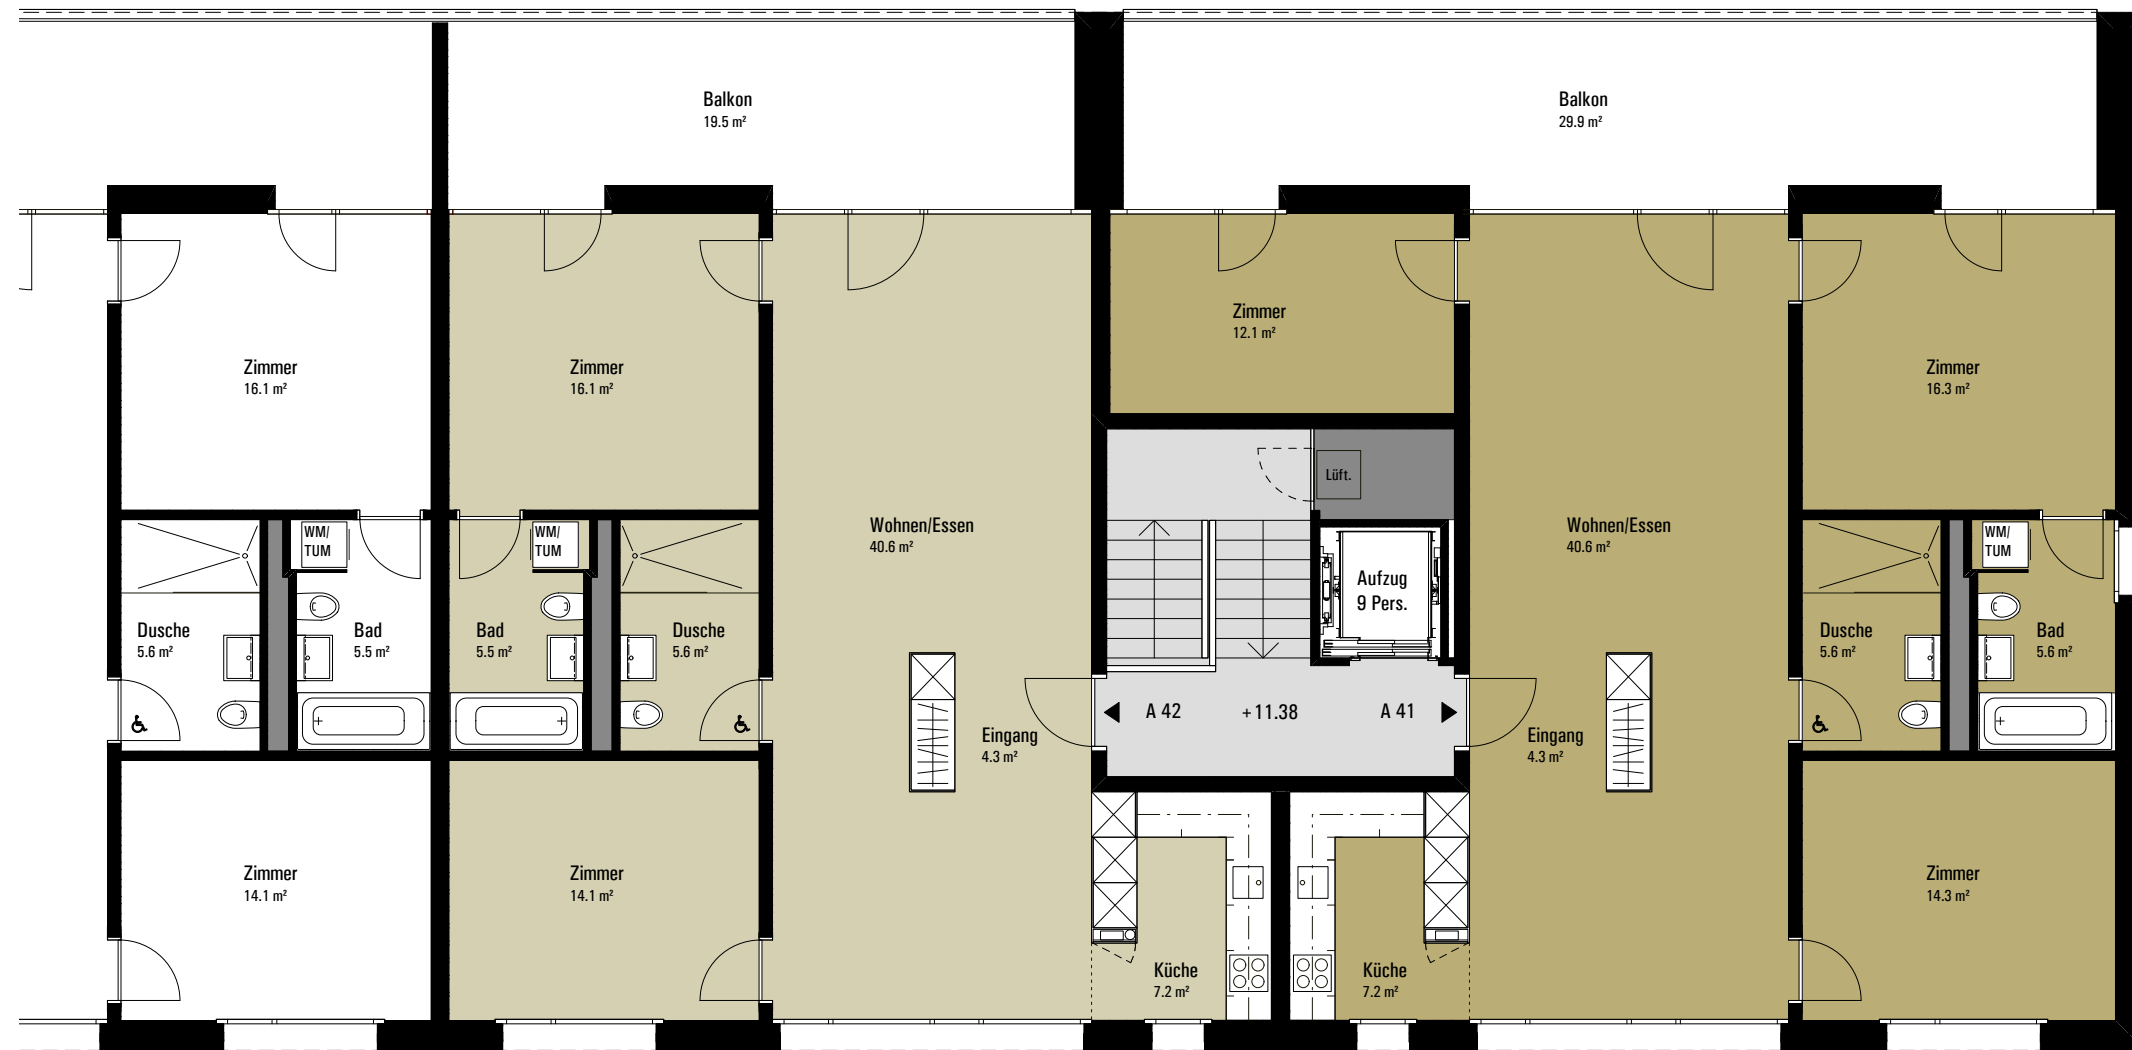 Balkon
19.5 m²
Balkon
29.9 m²
Zimmer
12.1 m²
Zimmer
16.1 m²
Zimmer
16.1 m²
Zimmer
16.3 m²
Lüft.
Wohnen/Essen
40.6 m²
Wohnen/Essen
40.6 m²
WM/
TUM
WM/
TUM
WM/
TUM
Aufzug
9 Pers.
Dusche
5.6 m²
Bad
5.5 m²
Bad
5.5 m²
Dusche
5.6 m²
Dusche
5.6 m²
Bad
5.6 m²
A 42
+11.38
A 41
Eingang
4.3 m²
Eingang
4.3 m²
Zimmer
14.1 m²
Zimmer
14.1 m²
Zimmer
14.3 m²
Küche
7.2 m²
Küche
7.2 m²